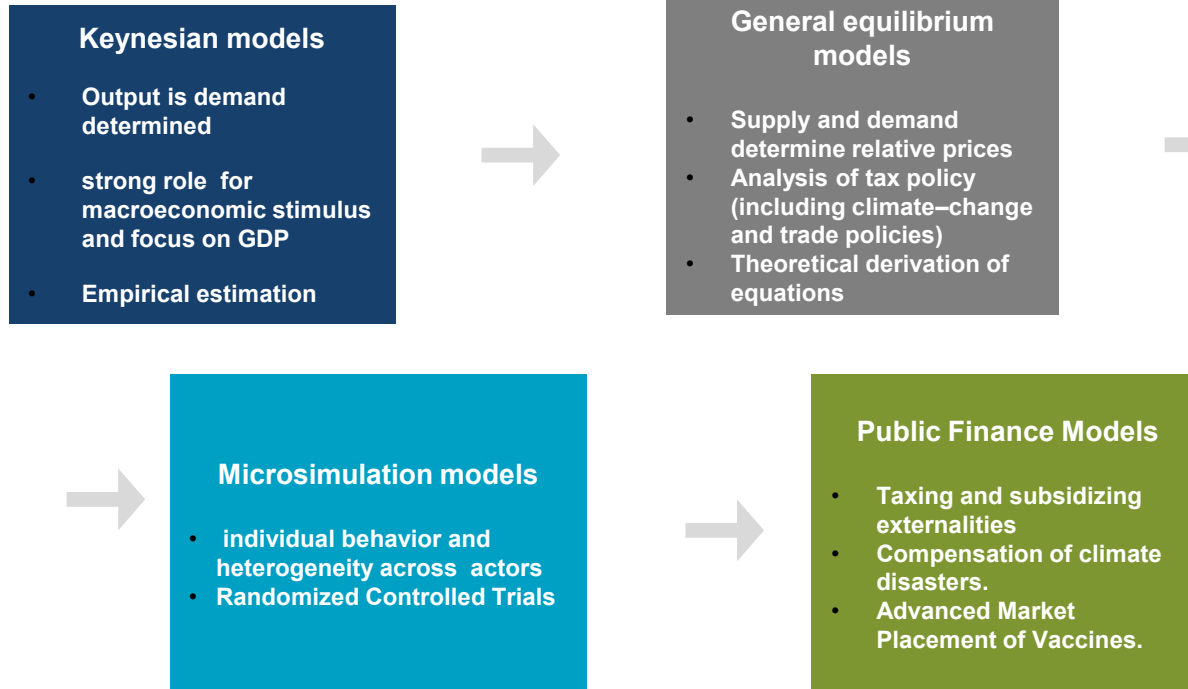 Keynesian models
• Output is demand
determined
• strong role for
macroeconomic stimulus
and focus on GDP
• Empirical estimation
General equilibrium
models
• Supply and demand
determine relative prices
• Analysis of tax policy
(including climate–change
and trade policies)
• Theoretical derivation of
equations
Microsimulation models
• individual behavior and
heterogeneity across actors
• Randomized Controlled Trials
Public Finance Models
• Taxing and subsidizing
externalities
• Compensation of climate
disasters.
• Advanced Market
Placement of Vaccines.